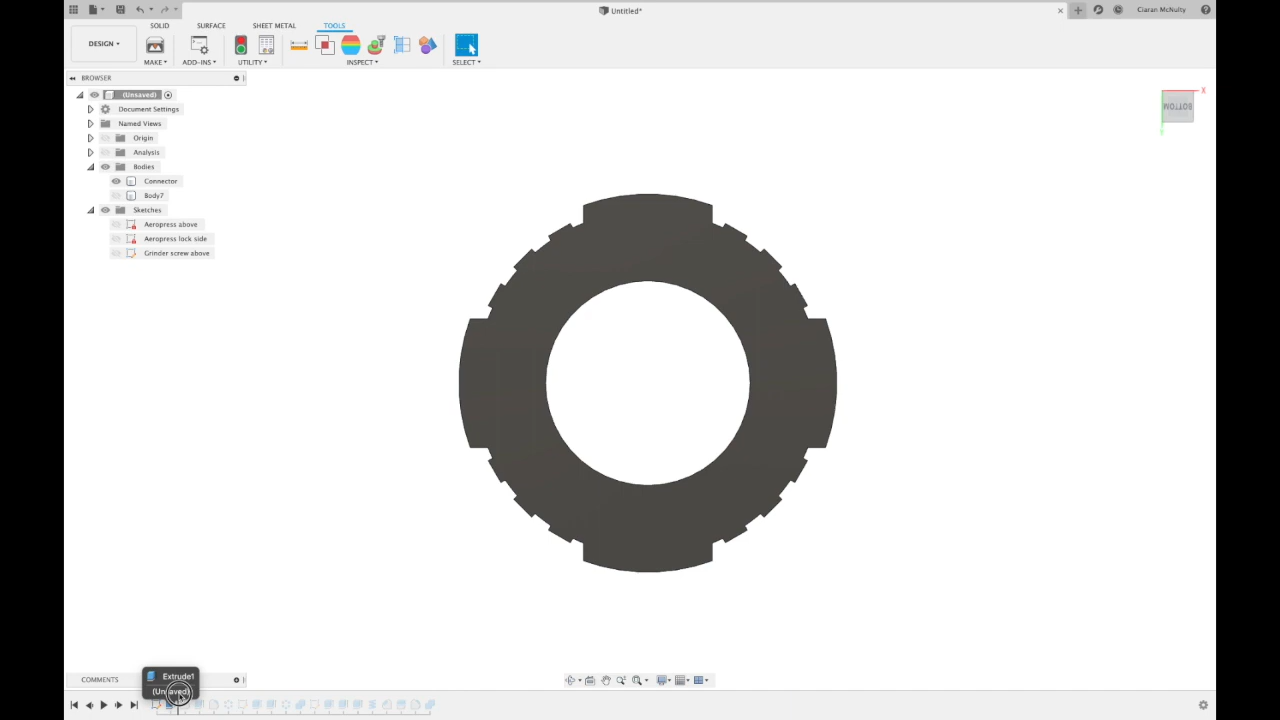 Untitled*
Ciaran McNulty
SOLID
SURFACE
SHEET METAL
TOOLS
DESIGN
MAKE
ADD-INS
UTILITY
INSPECT
SELECT
BROWSER
(Unsaved)
Document Settings
Named Views
Origin
Analysis
Bodies
Connector
Body7
Sketches
Aeropress above
Aeropress lock side
Grinder screw above
X
Y
BOTTOM
COMMENTS
Extrude1
(Unsaved)